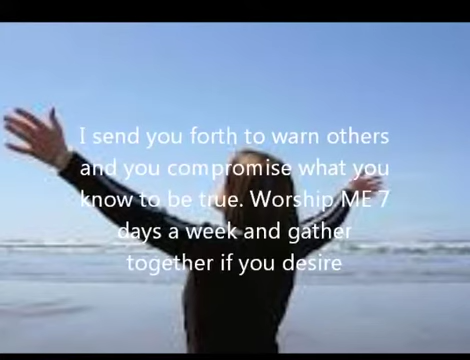 I send you forth to warn others
and you compromise what you
know to be true. Worship ME 7
days a week and gather
together if you desire